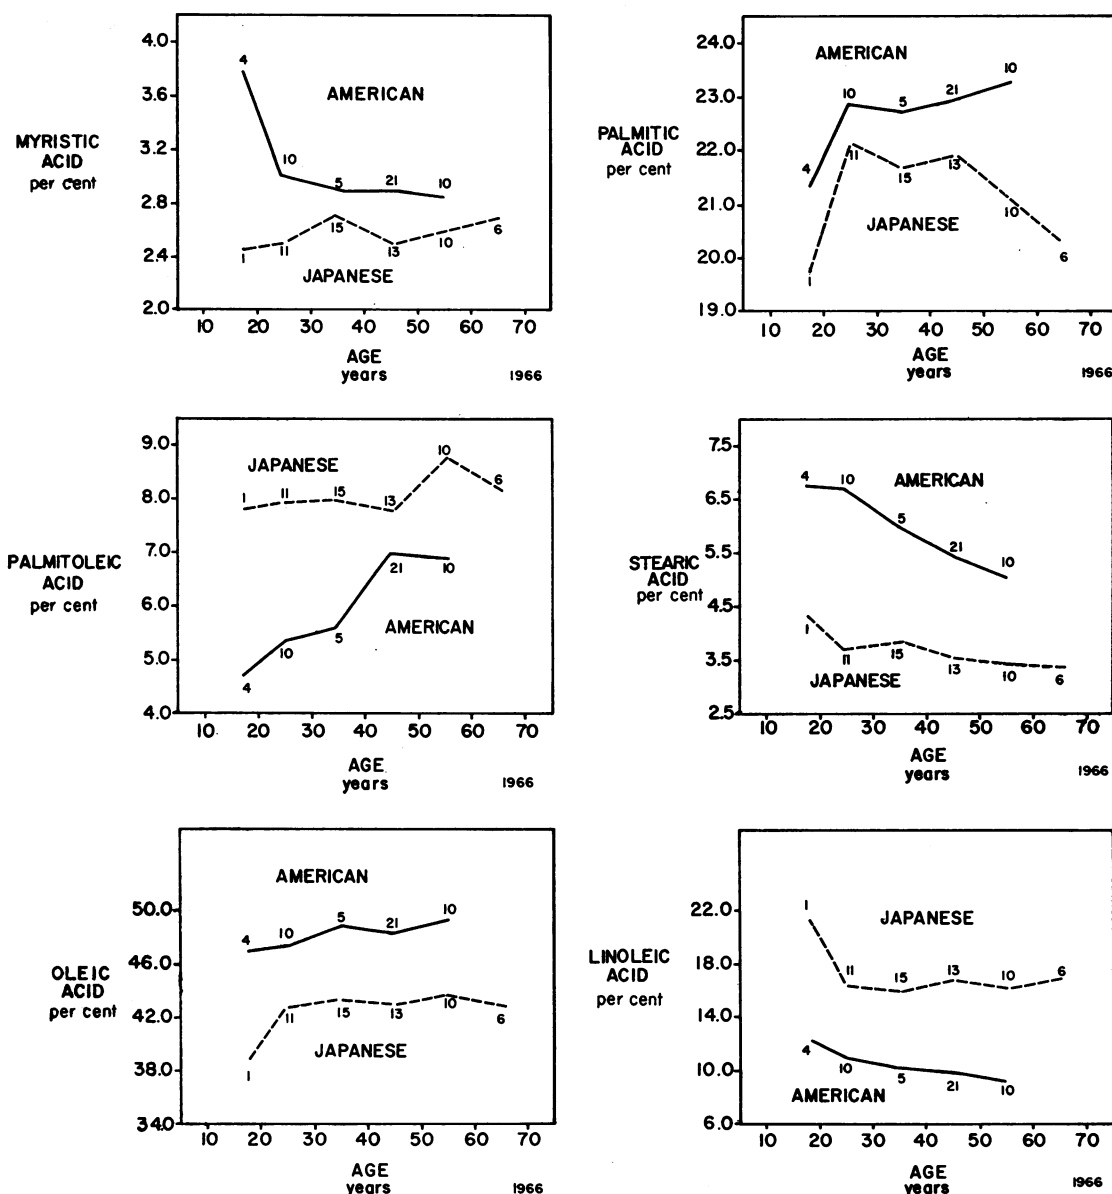 4.0
3.6
3.2
2.8
2.4
2.0
MYRISTIC
ACID
per cent
AMERICAN
4
10
5
21
10
JAPANESE
1
11
15
13
10
6
10 20 30 40 50 60 70
AGE
years
1966
24.0
23.0
22.0
21.0
20.0
19.0
PALMITIC
ACID
per cent
AMERICAN
4
10
5
21
10
JAPANESE
1
11
15
13
10
6
10 20 30 40 50 60 70
AGE
years
1966
9.0
8.0
7.0
6.0
5.0
4.0
PALMITOLEIC
ACID
per cent
JAPANESE
1
11
15
13
10
6
AMERICAN
4
10
5
21
10
10 20 30 40 50 60 70
AGE
years
1966
7.5
6.5
5.5
4.5
3.5
2.5
STEARIC
ACID
per cent
AMERICAN
4
10
5
21
10
JAPANESE
1
11
15
13
10
6
10 20 30 40 50 60 70
AGE
years
1966
50.0
46.0
42.0
38.0
34.0
OLEIC
ACID
per cent
AMERICAN
4
10
5
21
10
JAPANESE
1
11
15
13
10
6
10 20 30 40 50 60 70
AGE
years
1966
22.0
18.0
14.0
10.0
6.0
LINOLEIC
ACID
per cent
JAPANESE
1
11
15
13
10
6
AMERICAN
4
10
5
21
10
10 20 30 40 50 60 70
AGE
years
1966